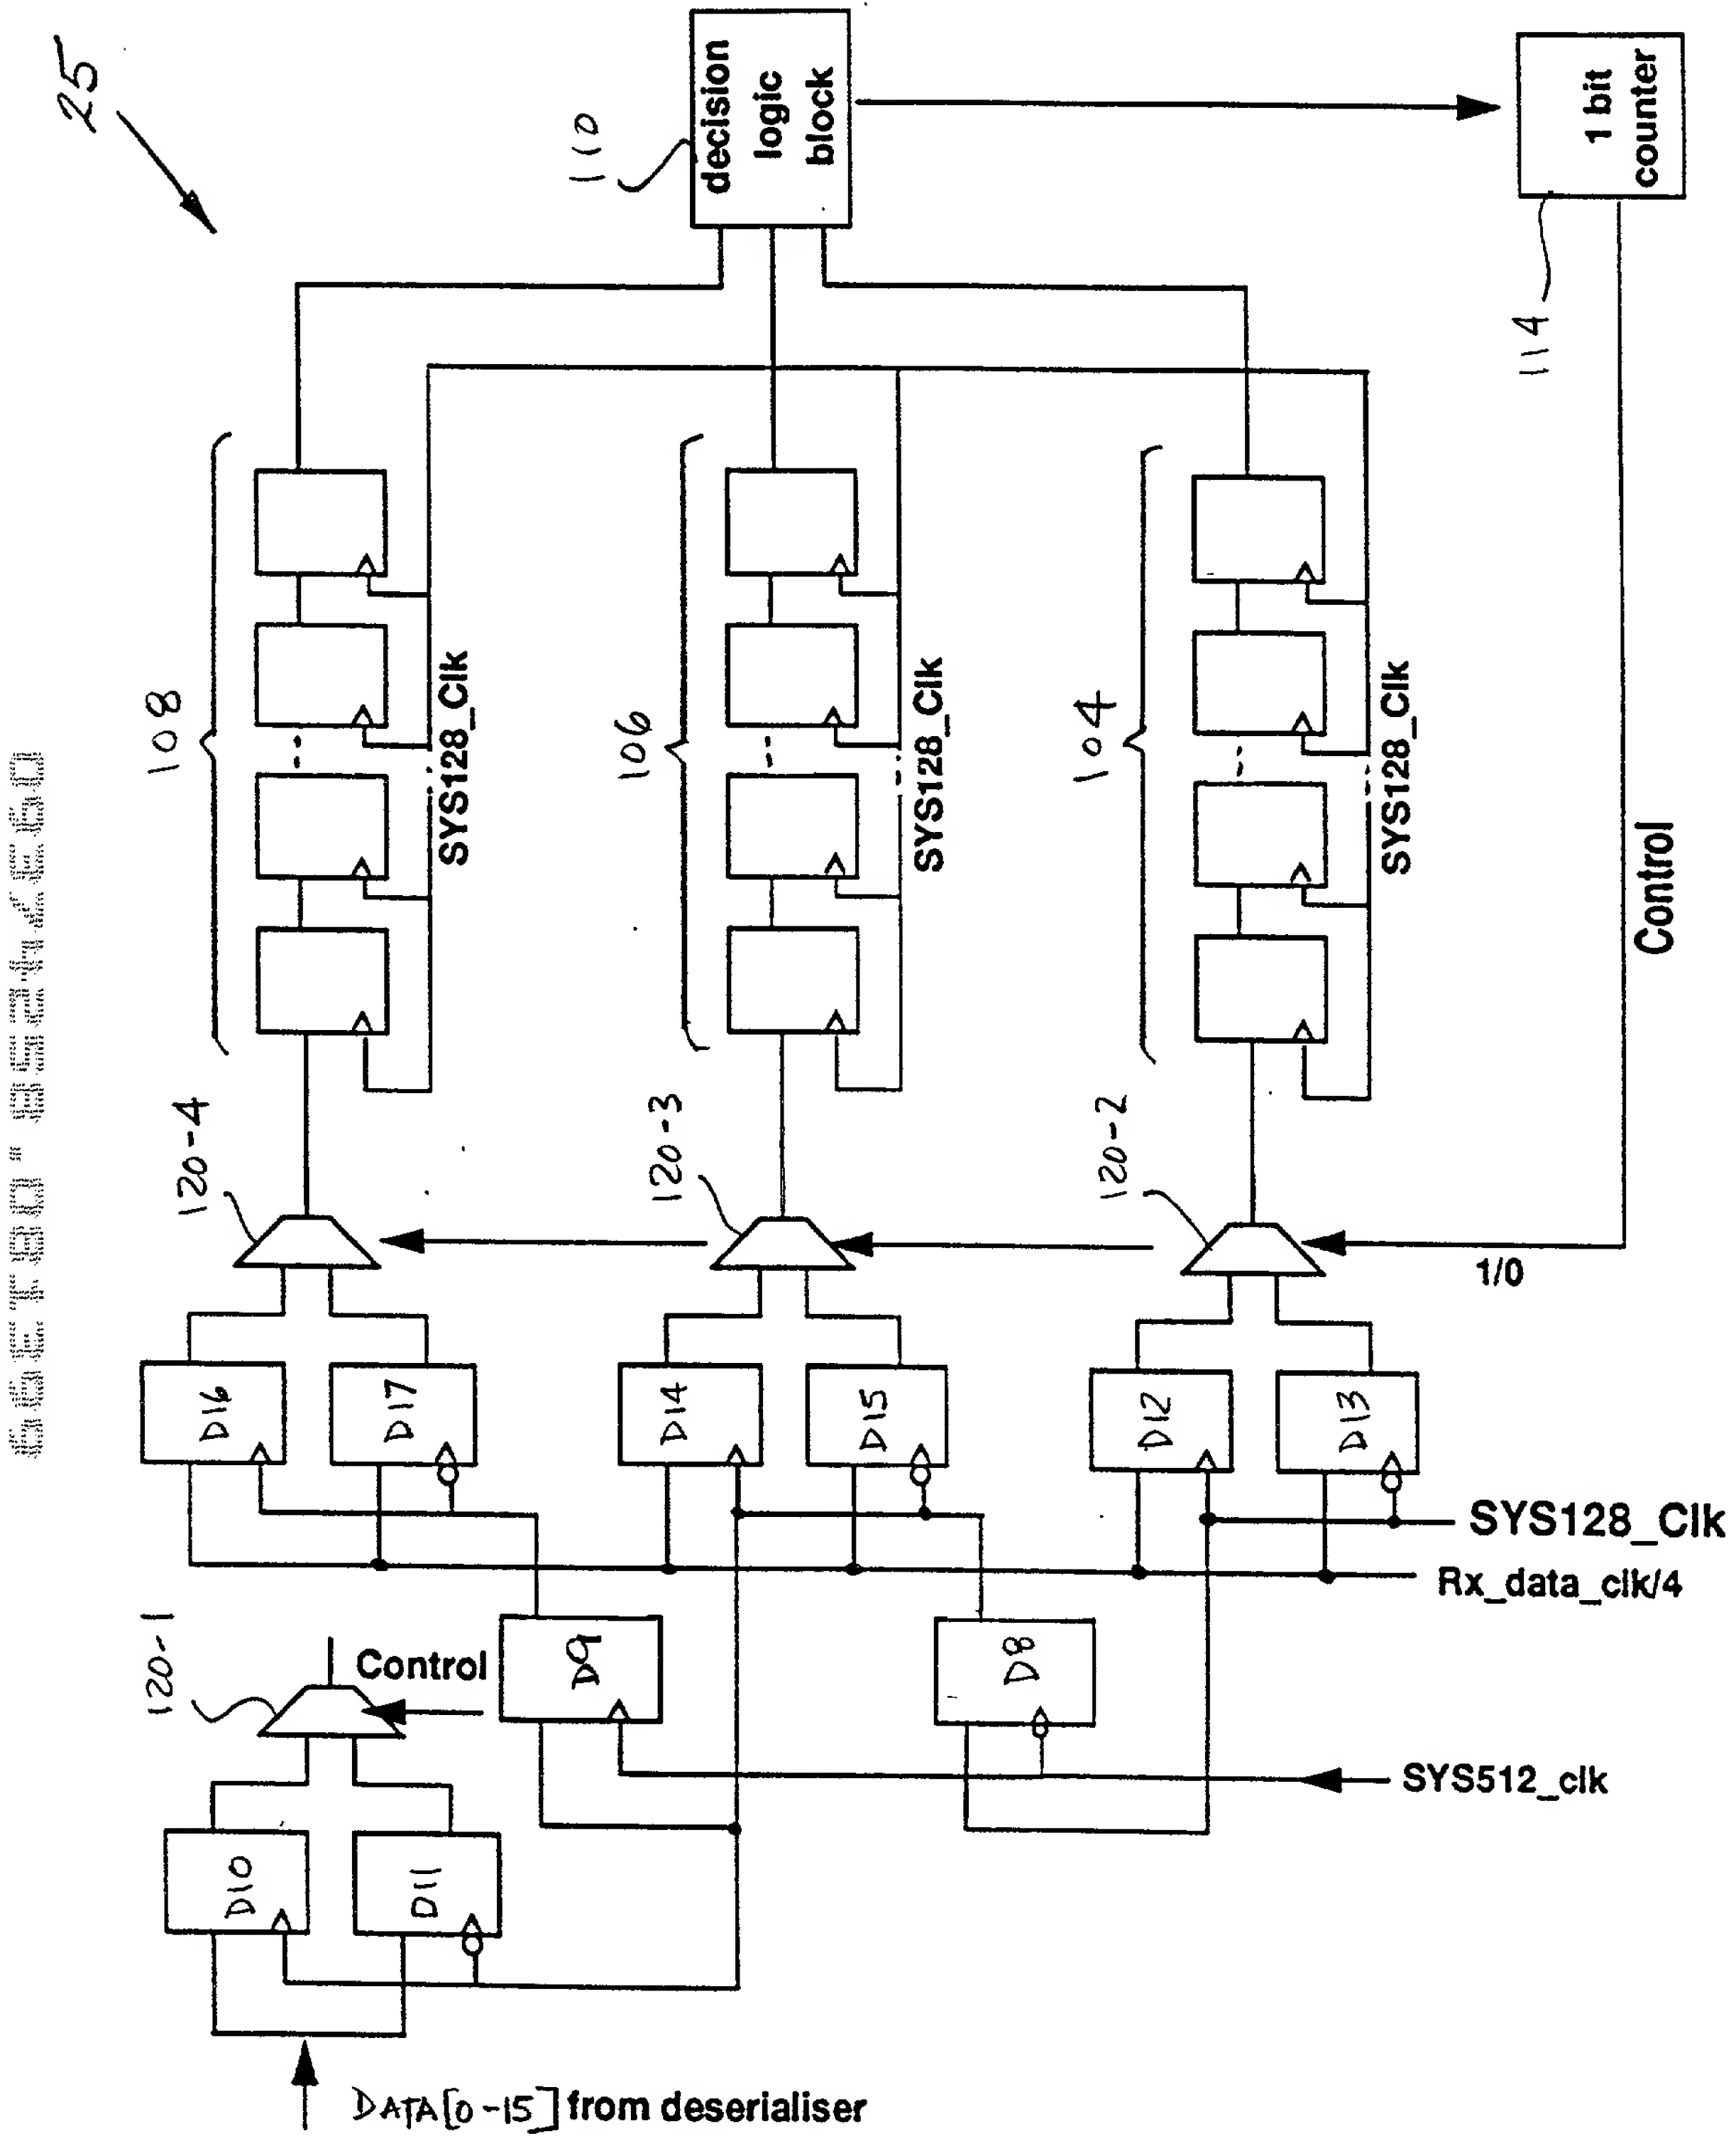 25
110
decision
logic
block
1 bit
counter
114
108
SYS128_Clk
106
SYS128_Clk
104
SYS128_Clk
Control
120-4
120-3
120-2
1/0
D16
D17
D14
D15
D12
D13
SYS128_Clk
Rx_data_clk/4
120-1
Control
D9
D8
SYS512_clk
D10
D11
DATA[0-15] from deserialiser